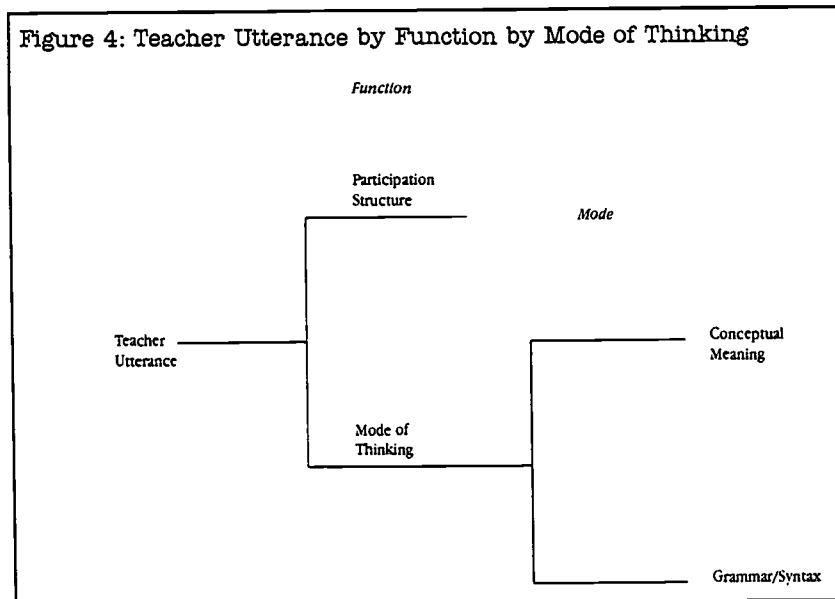 Figure 4: Teacher Utterance by Function by Mode of Thinking
Function
Participation
Structure
Mode
Teacher
Utterance
Conceptual
Meaning
Mode of
Thinking
Grammar/Syntax